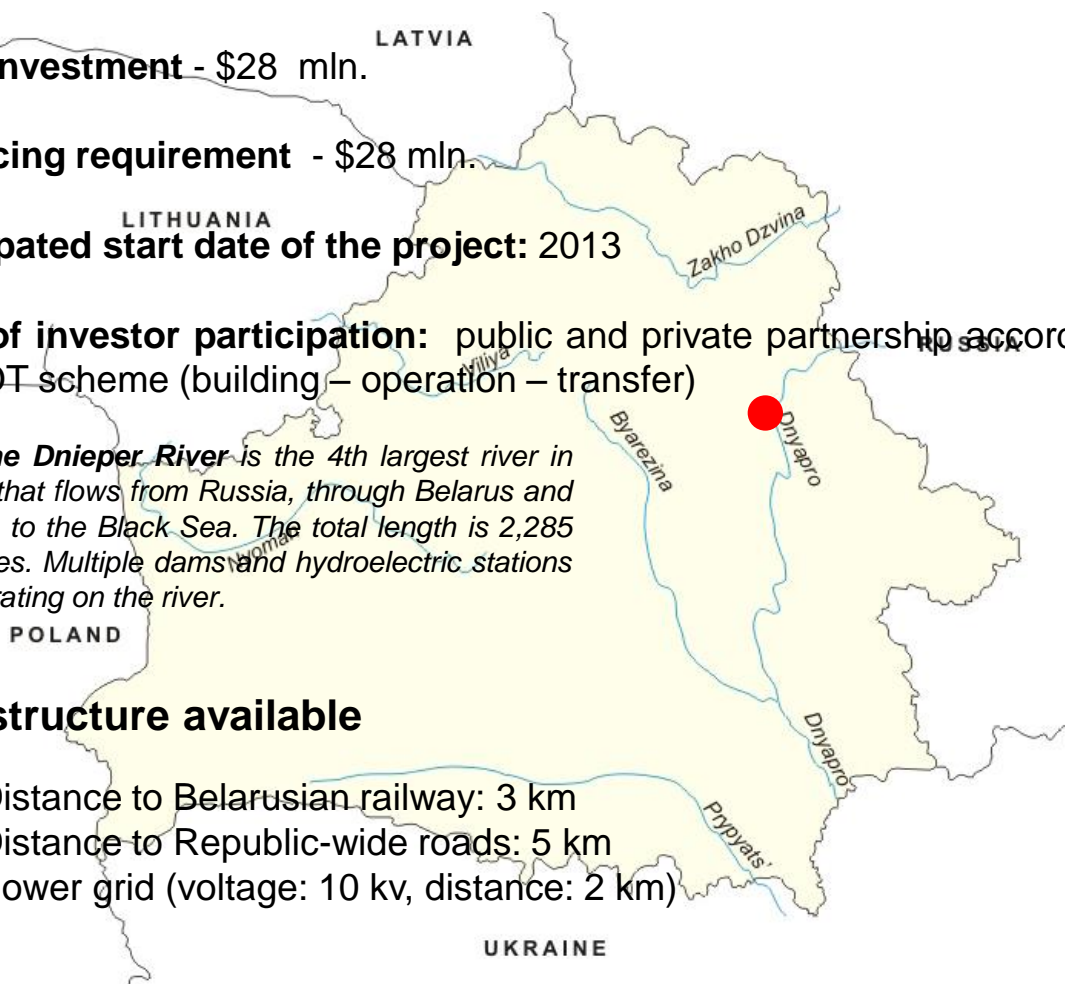 LATVIA
nvestment - $28 mln.
cing requirement - $28 mln.
LITHUANIA
pated start date of the project: 2013
Zakho Dzvina
of investor participation: public and private partnership accord
RUSSIA
Viliya
OT scheme (building – operation – transfer)
Byarezina
Dnyapro
he Dnieper River is the 4th largest river in
that flows from Russia, through Belarus and
to the Black Sea. The total length is 2,285
Nyoman
es. Multiple dams and hydroelectric stations
rating on the river.
POLAND
structure available
Dnyapro
Distance to Belarusian railway: 3 km
Distance to Republic-wide roads: 5 km
Prypyats'
ower grid (voltage: 10 kv, distance: 2 km)
UKRAINE